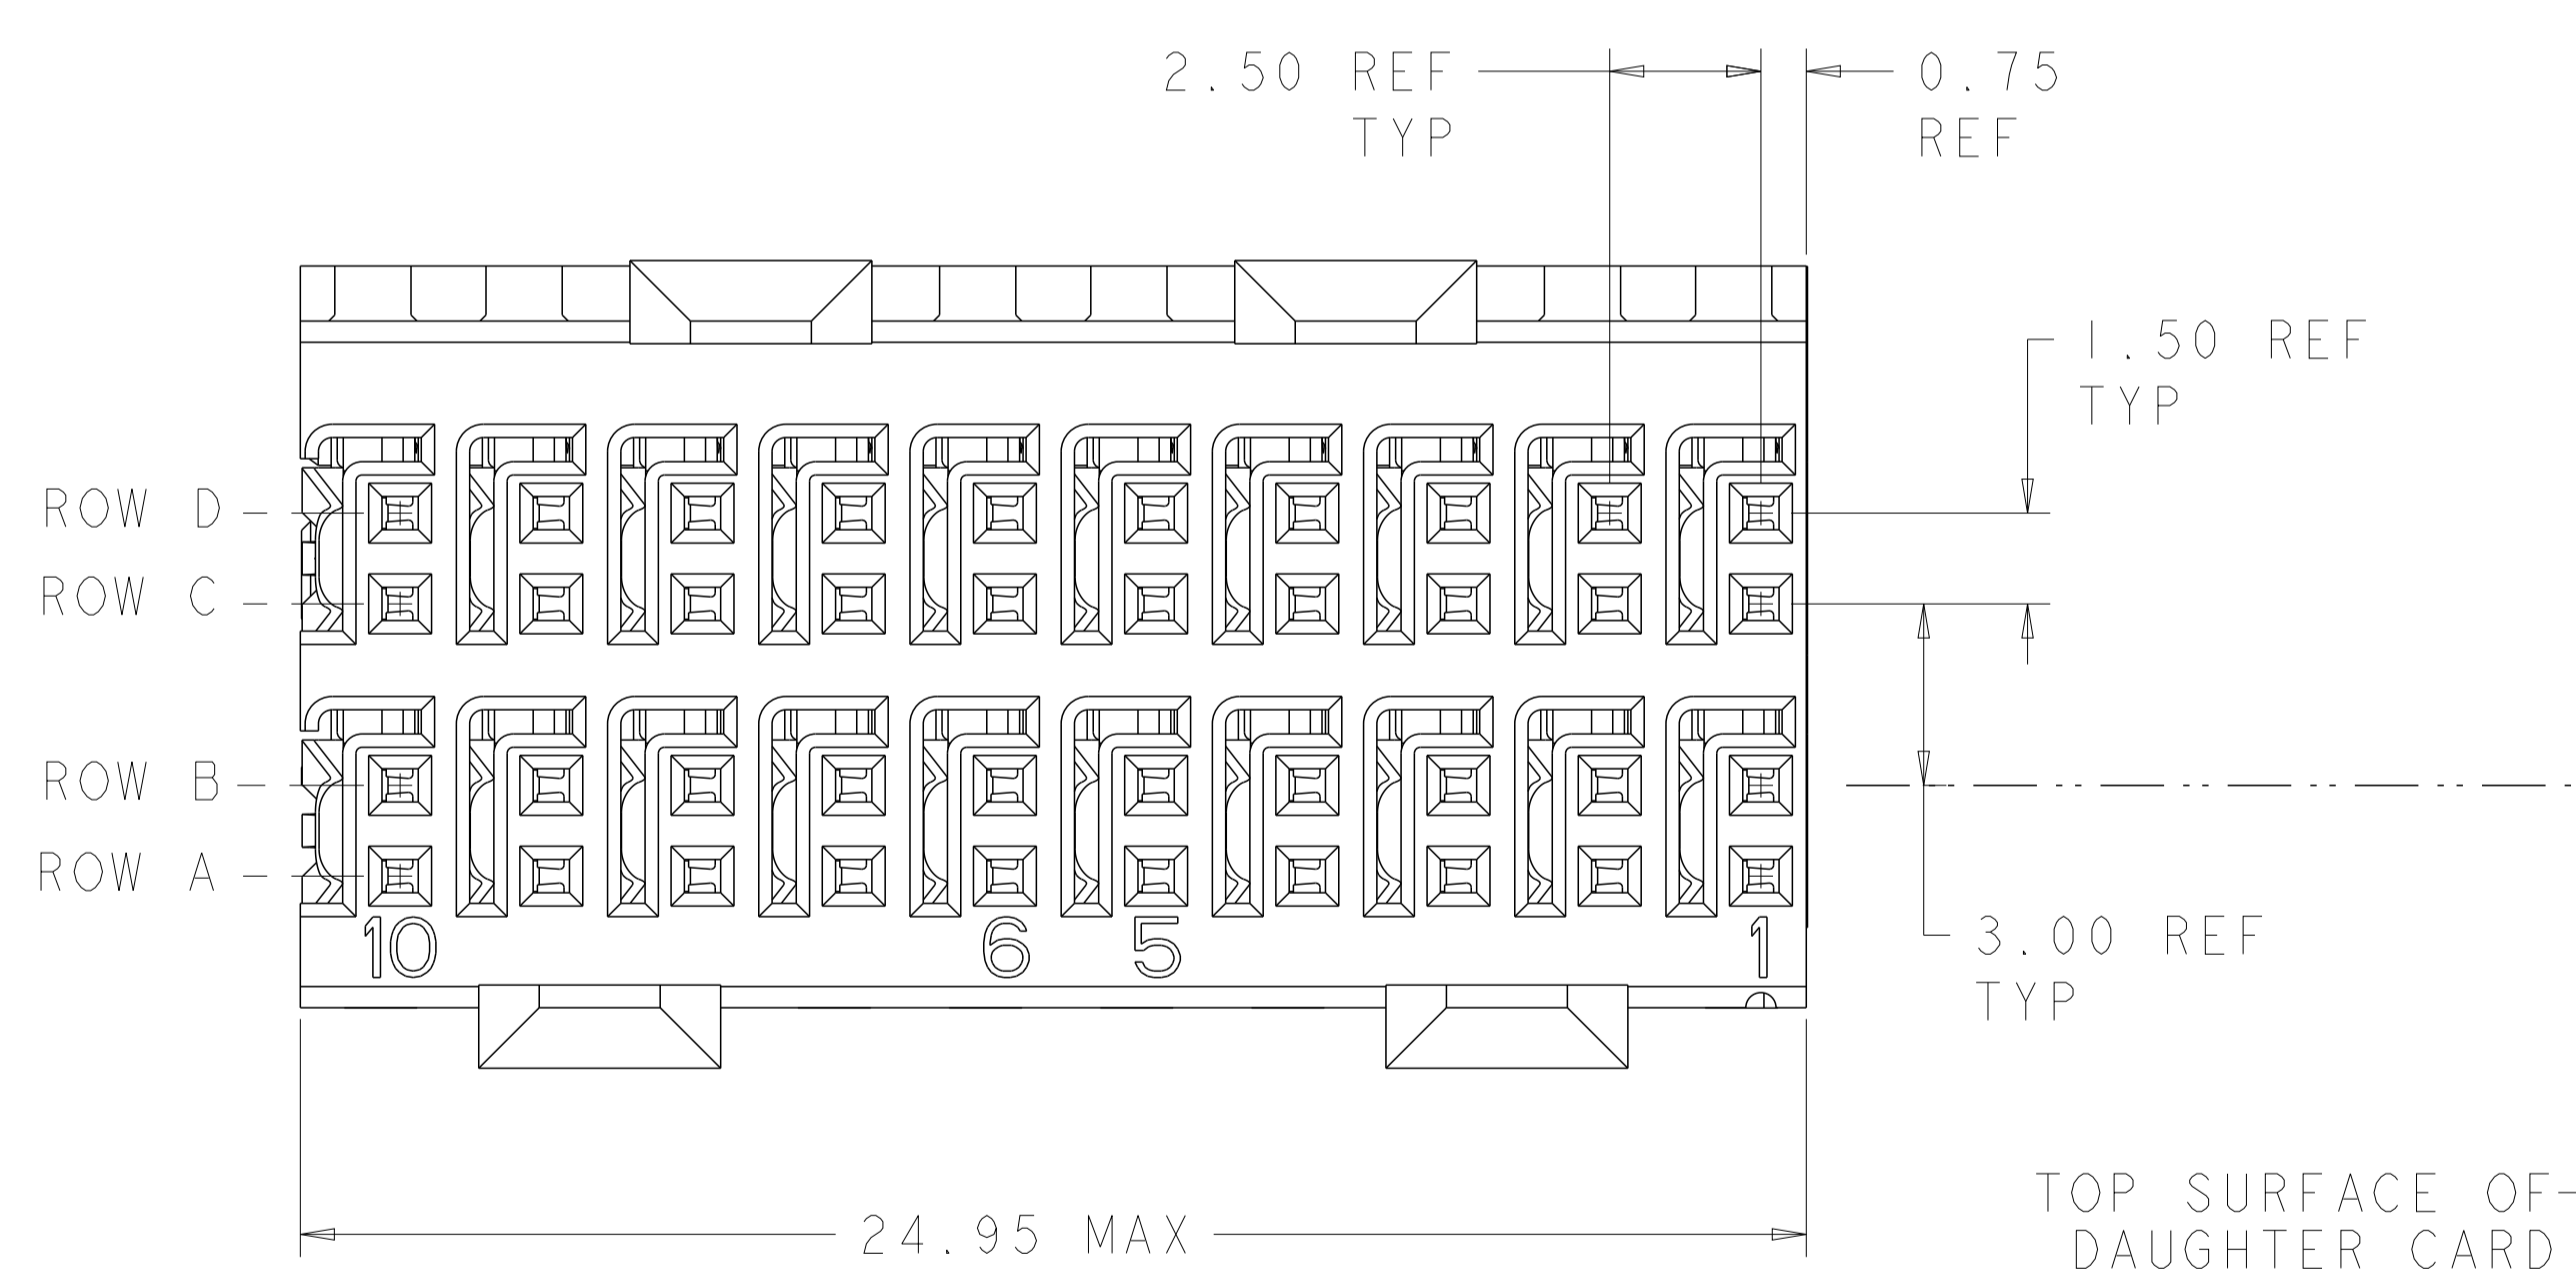 2.50 REF
TYP
0.75
REF
1.50 REF
TYP
ROW D
ROW C
ROW B
ROW A
10 6 5 1
3.00 REF
TYP
24.95 MAX
TOP SURFACE OF
DAUGHTER CARD